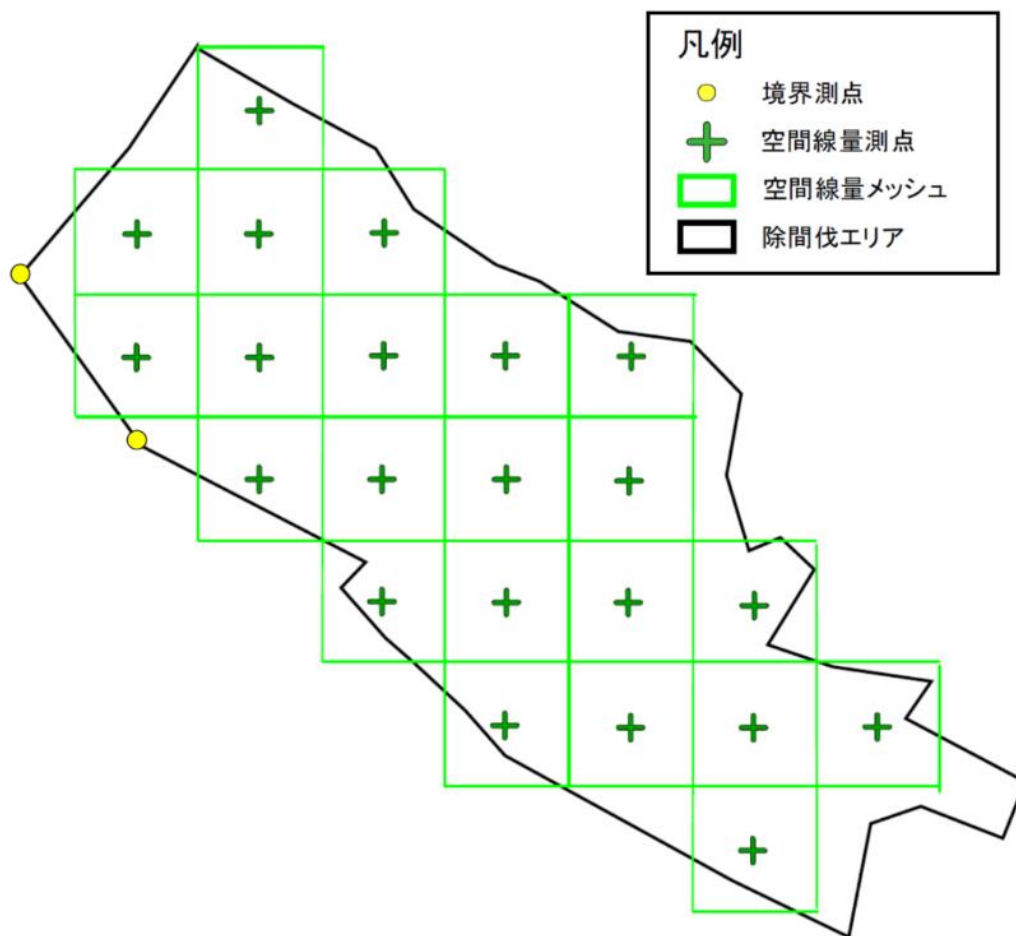 凡例
境界測点
空間線量測点
空間線量メッシュ
除間伐エリア